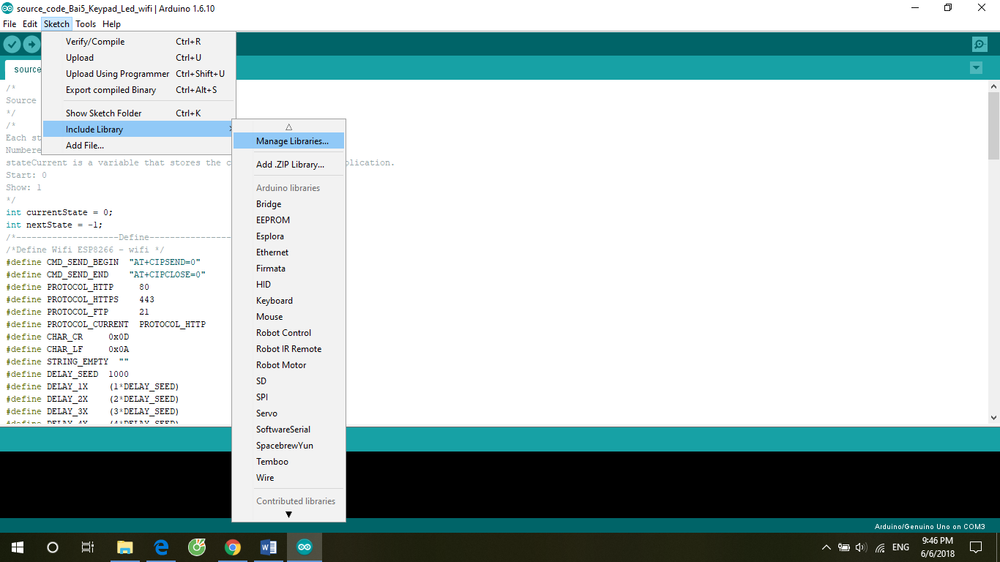 source_code_Bai5_Keypad_Led_wifi | Arduino 1.6.10
File Edit Sketch Tools Help
Verify/Compile Ctrl+R
Upload Ctrl+U
Upload Using Programmer Ctrl+Shift+U
Export compiled Binary Ctrl+Alt+S
Show Sketch Folder Ctrl+K
Include Library
Add File...
Manage Libraries...
Add .ZIP Library...
Arduino libraries
Bridge
EEPROM
Esplora
Ethernet
Firmata
HID
Keyboard
Mouse
Robot Control
Robot IR Remote
Robot Motor
SD
SPI
Servo
SoftwareSerial
SpacebrewYun
Temboo
Wire
Contributed libraries
source
/*
Source
*/
/*
Each st
Numbere
stateCurrent is a variable that stores the c plication.
Start: 0
Show: 1
*/
int currentState = 0;
int nextState = -1;
/*--------------------Define----------------
/*Define Wifi ESP8266 - wifi */
#define CMD_SEND_BEGIN "AT+CIPSEND=0"
#define CMD_SEND_END "AT+CIPCLOSE=0"
#define PROTOCOL_HTTP 80
#define PROTOCOL_HTTPS 443
#define PROTOCOL_FTP 21
#define PROTOCOL_CURRENT PROTOCOL_HTTP
#define CHAR_CR 0x0D
#define CHAR_LF 0x0A
#define STRING_EMPTY ""
#define DELAY_SEED 1000
#define DELAY_1X (1*DELAY_SEED)
#define DELAY_2X (2*DELAY_SEED)
#define DELAY_3X (3*DELAY_SEED)
#define DELAY_4X (4*DELAY_SEED)
Arduino/Genuino Uno on COM3
ENG
9:46 PM
6/6/2018